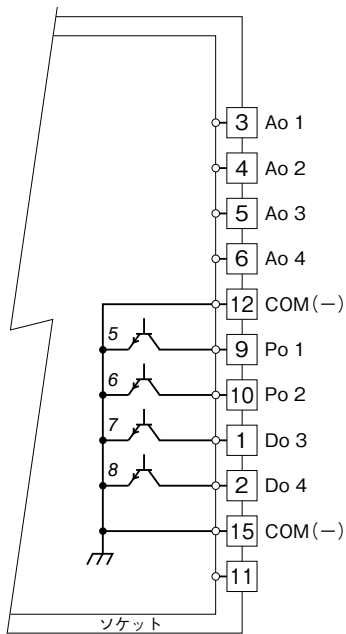 3 Ao 1
4 Ao 2
5 Ao 3
6 Ao 4
12 COM(−)
5 9 Po 1
6 10 Po 2
7 1 Do 3
8 2 Do 4
15 COM(−)
11
ソケット